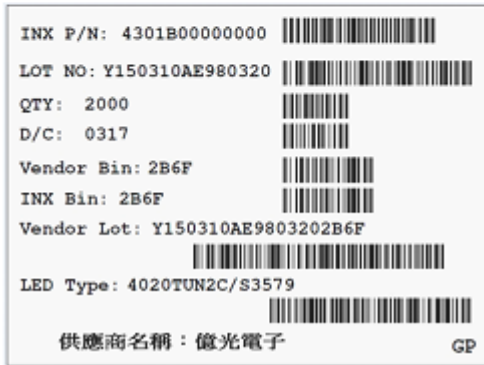 INX P/N: 4301B00000000
LOT NO: Y150310AE980320
QTY: 2000
D/C: 0317
Vendor Bin: 2B6F
INX Bin: 2B6F
Vendor Lot: Y150310AE9803202B6F
LED Type: 4020TUN2C/S3579
供應商名稱：億光電子
GP